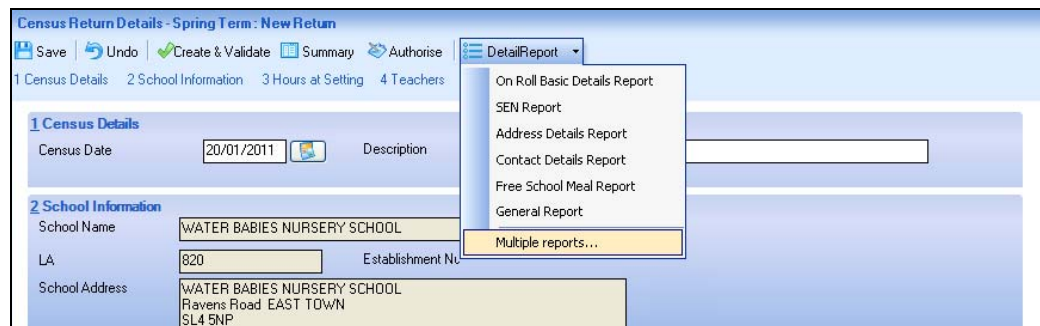 Census Return Details - Spring Term : New Return
Save Undo Create & Validate Summary Authorise DetailReport
1 Census Details 2 School Information 3 Hours at Setting 4 Teachers
On Roll Basic Details Report
SEN Report
Address Details Report
Contact Details Report
Free School Meal Report
General Report
Multiple reports...
1 Census Details
Census Date 20/01/2011 Description
2 School Information
School Name WATER BABIES NURSERY SCHOOL
LA 820 Establishment
School Address WATER BABIES NURSERY SCHOOL
Ravens Road EAST TOWN
SL4 5NP